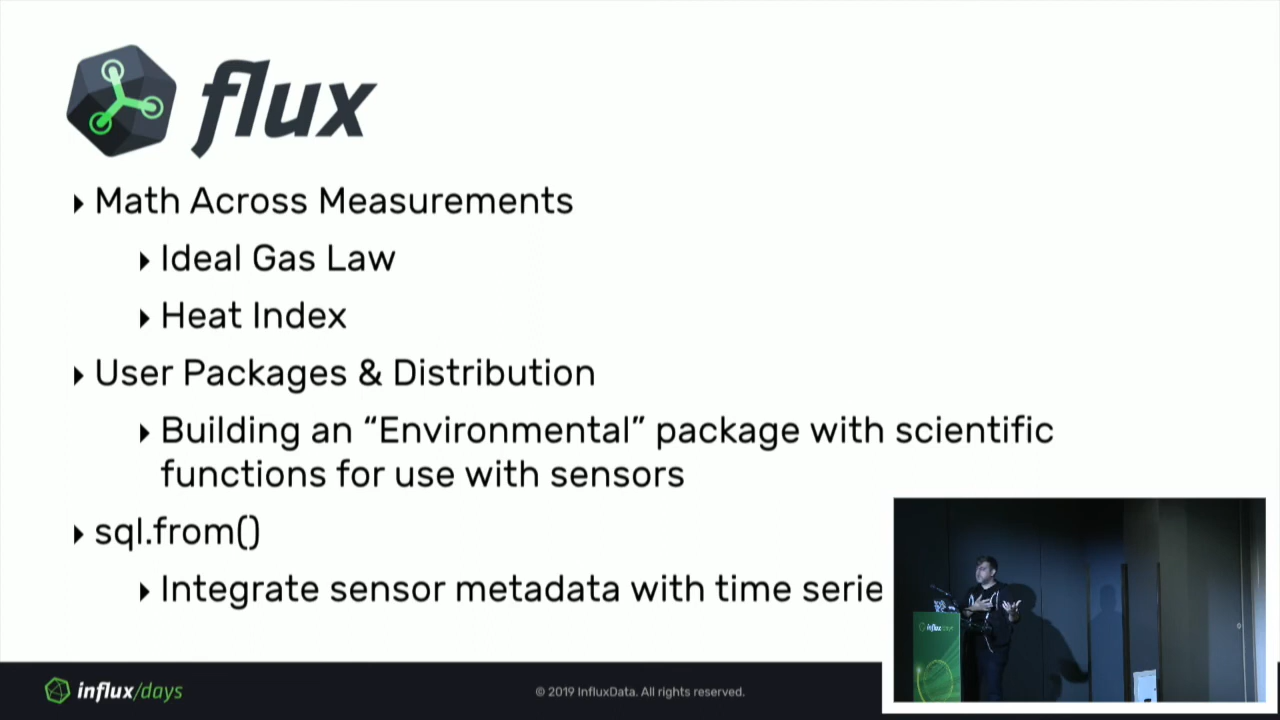 flux
Math Across Measurements
Ideal Gas Law
Heat Index
User Packages & Distribution
Building an “Environmental” package with scientific
functions for use with sensors
sql.from()
Integrate sensor metadata with time serie
influx/days
© 2019 InfluxData. All rights reserved.
influx/days